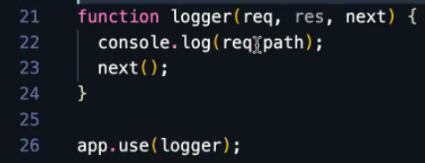 21 function logger(req, res, next) {
22 console.log(req.path);
23 next();
24 }
25
26 app.use(logger);